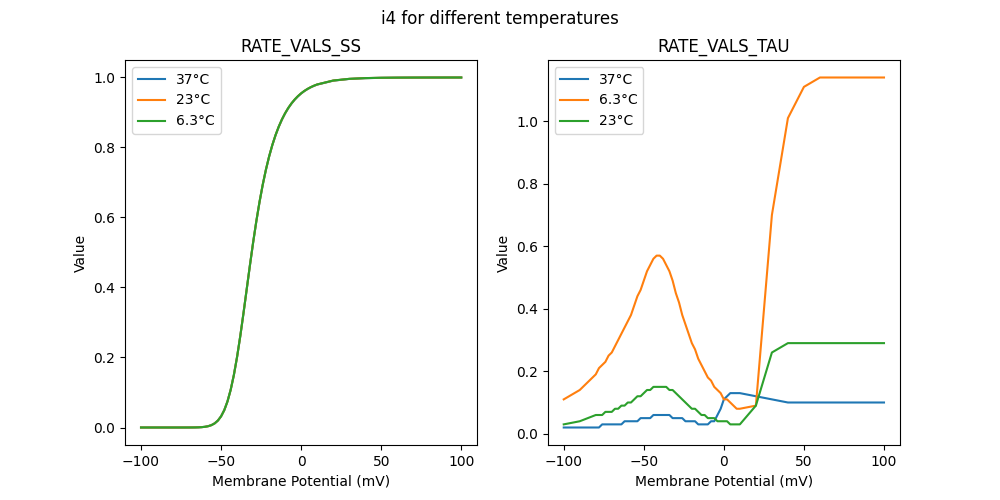 i4 for different temperatures
RATE_VALS_SS
37°C
23°C
6.3°C
1.0
0.8
0.6
0.4
0.2
0.0
Value
−100
−50
0
50
100
Membrane Potential (mV)
RATE_VALS_TAU
37°C
6.3°C
23°C
1.0
0.8
0.6
0.4
0.2
0.0
Value
−100
−50
0
50
100
Membrane Potential (mV)